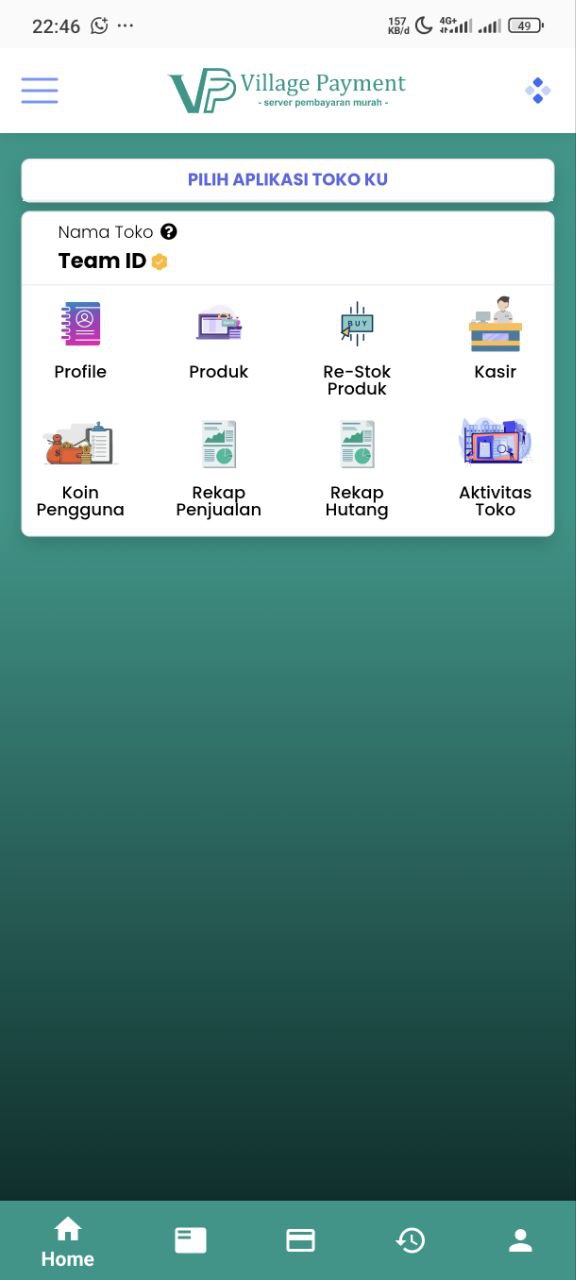 22:46
157
KB/d
4G+
49
VP Village Payment
- server pembayaran murah -
PILIH APLIKASI TOKO KU
Nama Toko ?
Team ID
BUY
Profile
Produk
Re-Stok
Produk
Kasir
Koin
Pengguna
Rekap
Penjualan
Rekap
Hutang
Aktivitas
Toko
Home